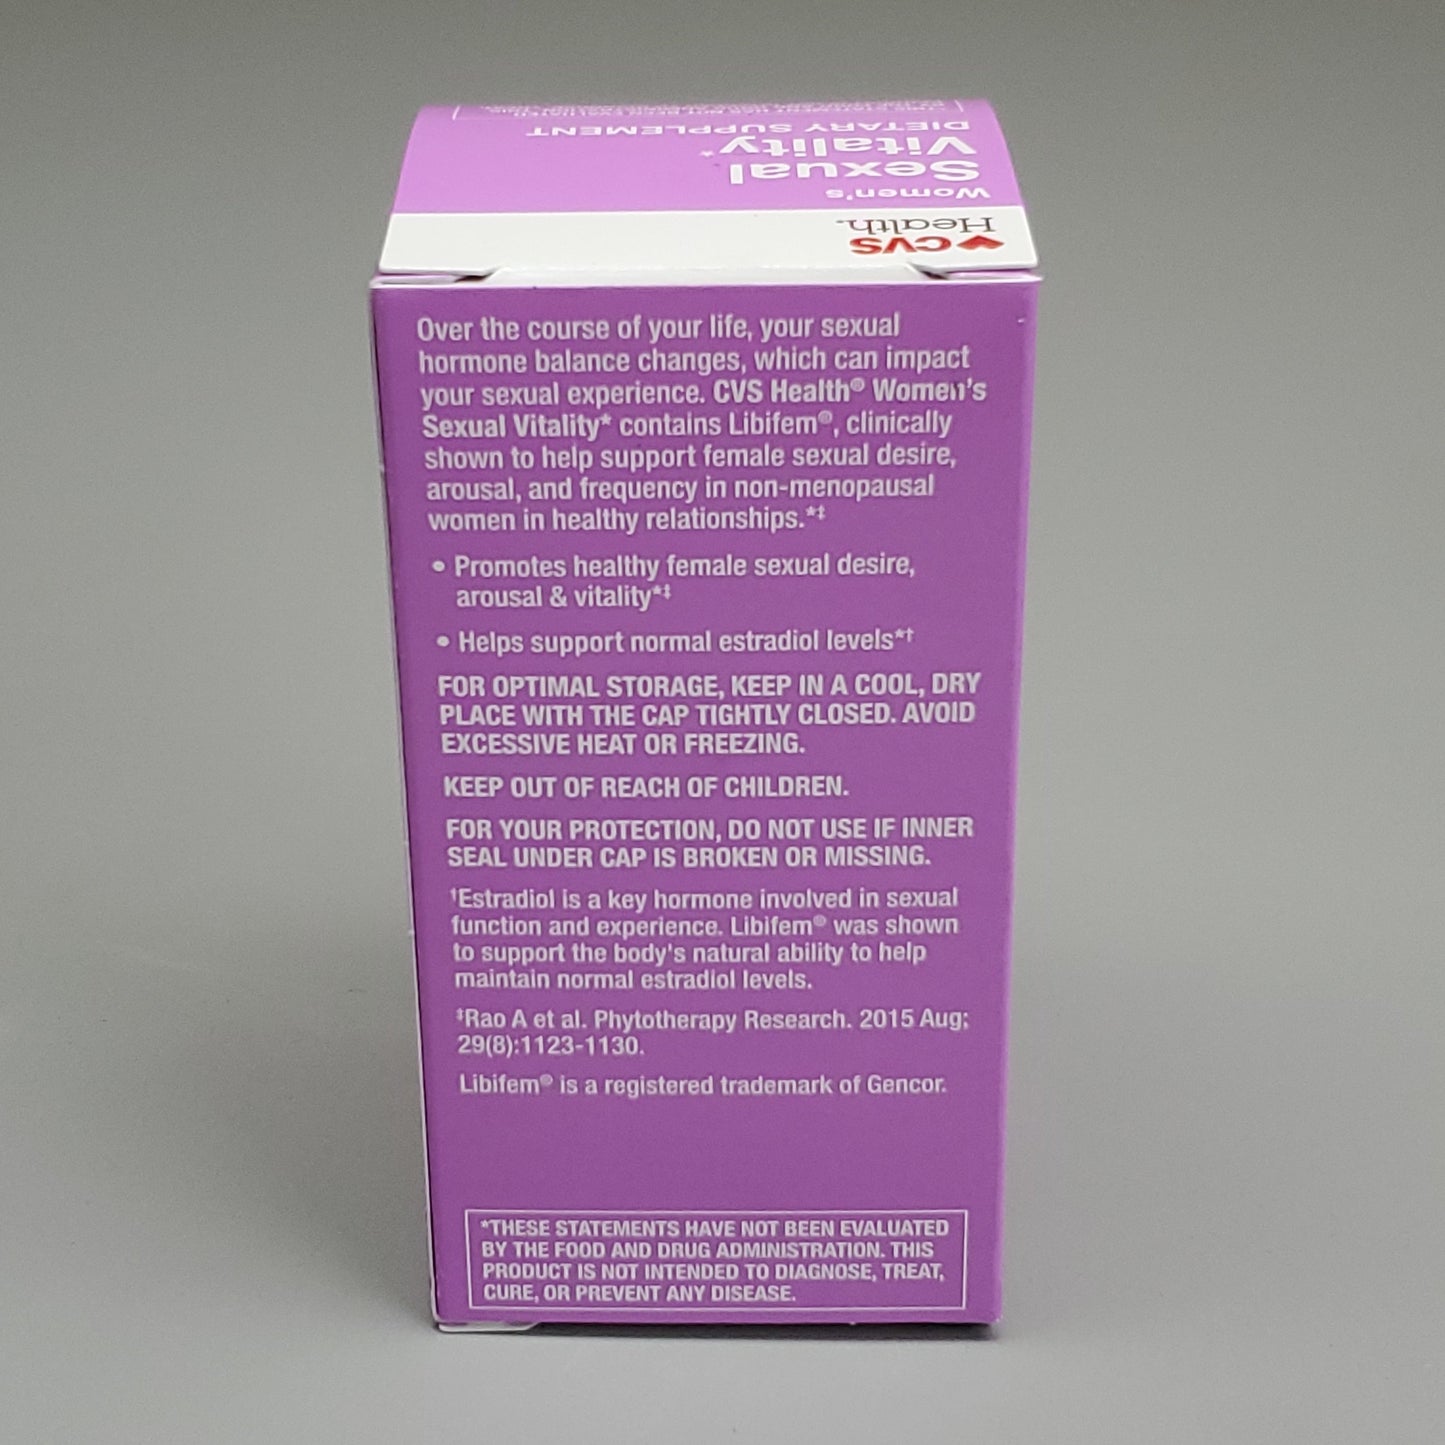 CVS
Health.
Women's
Sexual
Vitality*
DIETARY SUPPLEMENT
Over the course of your life, your sexual
hormone balance changes, which can impact
your sexual experience. CVS Health® Women's
Sexual Vitality* contains Libifem®, clinically
shown to help support female sexual desire,
arousal, and frequency in non-menopausal
women in healthy relationships.*‡
• Promotes healthy female sexual desire,
arousal & vitality*‡
• Helps support normal estradiol levels*†
FOR OPTIMAL STORAGE, KEEP IN A COOL, DRY
PLACE WITH THE CAP TIGHTLY CLOSED. AVOID
EXCESSIVE HEAT OR FREEZING.
KEEP OUT OF REACH OF CHILDREN.
FOR YOUR PROTECTION, DO NOT USE IF INNER
SEAL UNDER CAP IS BROKEN OR MISSING.
†Estradiol is a key hormone involved in sexual
function and experience. Libifem® was shown
to support the body's natural ability to help
maintain normal estradiol levels.
‡Rao A et al. Phytotherapy Research. 2015 Aug;
29(8):1123-1130.
Libifem® is a registered trademark of Gencor.
*THESE STATEMENTS HAVE NOT BEEN EVALUATED
BY THE FOOD AND DRUG ADMINISTRATION. THIS
PRODUCT IS NOT INTENDED TO DIAGNOSE, TREAT,
CURE, OR PREVENT ANY DISEASE.